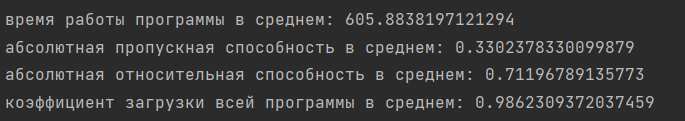 время работы программы в среднем: 605.8838197121294
абсолютная пропускная способность в среднем: 0.3302378330099879
абсолютная относительная способность в среднем: 0.71196789135773
коэффициент загрузки всей программы в среднем: 0.9862309372037459